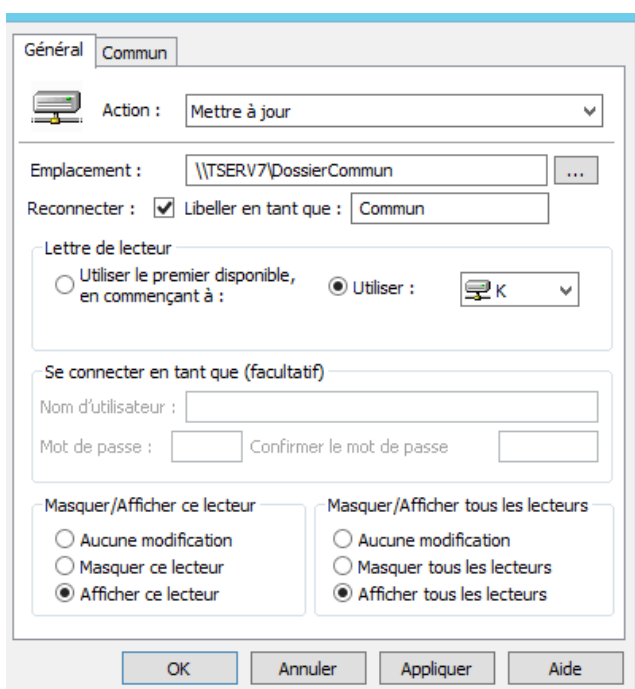 Général Commun
Action : Mettre à jour
Emplacement : \\TSERV7\DossierCommun ...
Reconnecter : Libeller en tant que : Commun
Lettre de lecteur
Utiliser le premier disponible,
en commençant à :
Utiliser : K
Se connecter en tant que (facultatif)
Nom d'utilisateur :
Mot de passe : Confirmer le mot de passe
Masquer/Afficher ce lecteur
Aucune modification
Masquer ce lecteur
Afficher ce lecteur
Masquer/Afficher tous les lecteurs
Aucune modification
Masquer tous les lecteurs
Afficher tous les lecteurs
OK Annuler Appliquer Aide